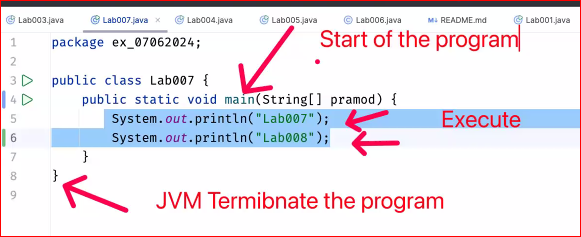 Lab003.java Lab007.java Lab004.java Lab005.java Lab006.java README.md Lab001.java
1 package ex_07062024;
Start of the program
2
3 public class Lab007 {
4 public static void main(String[] pramod) {
5 System.out.println("Lab007"); Execute
6 System.out.println("Lab008");
7 }
8 }
9 JVM Termibnate the program